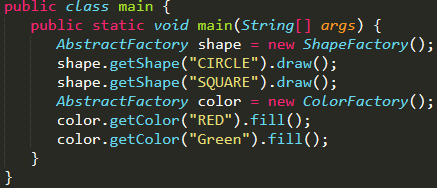 public class main {
public static void main(String[] args) {
AbstractFactory shape = new ShapeFactory();
shape.getShape("CIRCLE").draw();
shape.getShape("SQUARE").draw();
AbstractFactory color = new ColorFactory();
color.getColor("RED").fill();
color.getColor("Green").fill();
}
}